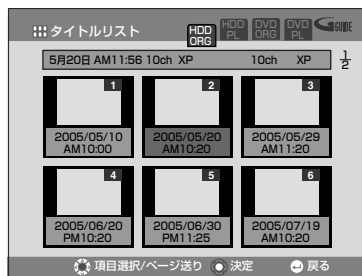 タイトルリスト HDD ORG HDD PL DVD ORG DVD PL GUIDE
5月20日 AM11:56 10ch XP 10ch XP 1/2
1 2 3
2005/05/10 2005/05/20 2005/05/29
AM10:00 AM10:20 AM11:20
4 5 6
2005/06/20 2005/06/30 2005/07/19
PM10:20 PM11:25 AM10:20
項目選択/ページ送り 決定 戻る